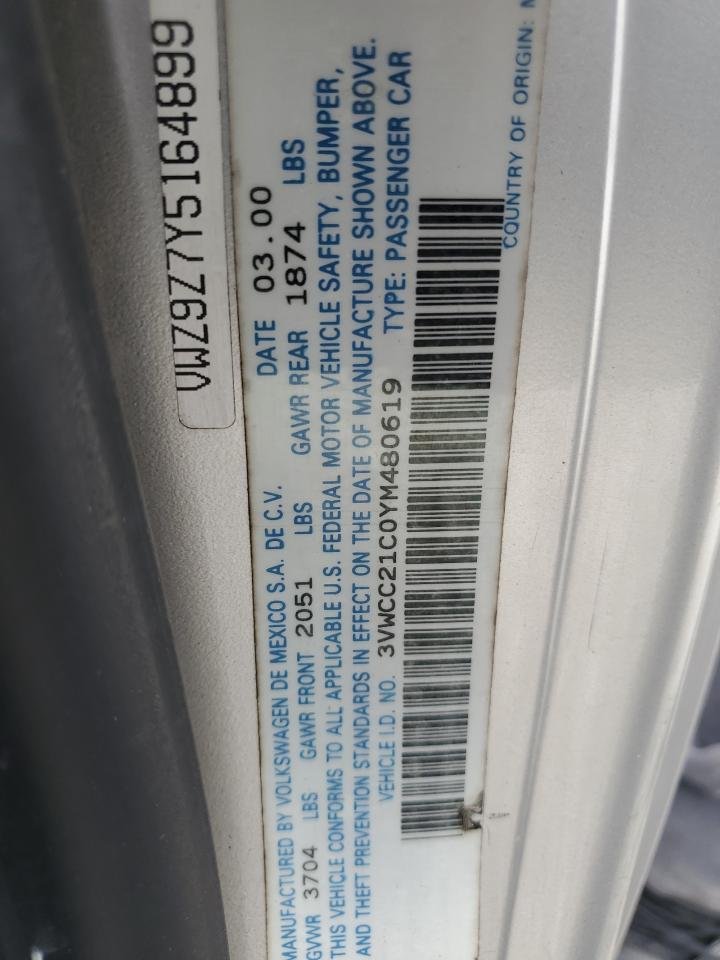 VWZ9Z7Y5164899
MANUFACTURED BY VOLKSWAGEN DE MEXICO S.A. DE C.V. DATE 03.00
GVWR 3704 LBS GAWR FRONT 2051 LBS GAWR REAR 1874 LBS
THIS VEHICLE CONFORMS TO ALL APPLICABLE U.S. FEDERAL MOTOR VEHICLE SAFETY, BUMPER,
AND THEFT PREVENTION STANDARDS IN EFFECT ON THE DATE OF MANUFACTURE SHOWN ABOVE.
VEHICLE I.D. NO. 3VWCC21C0YM480619 TYPE: PASSENGER CAR
COUNTRY OF ORIGIN: